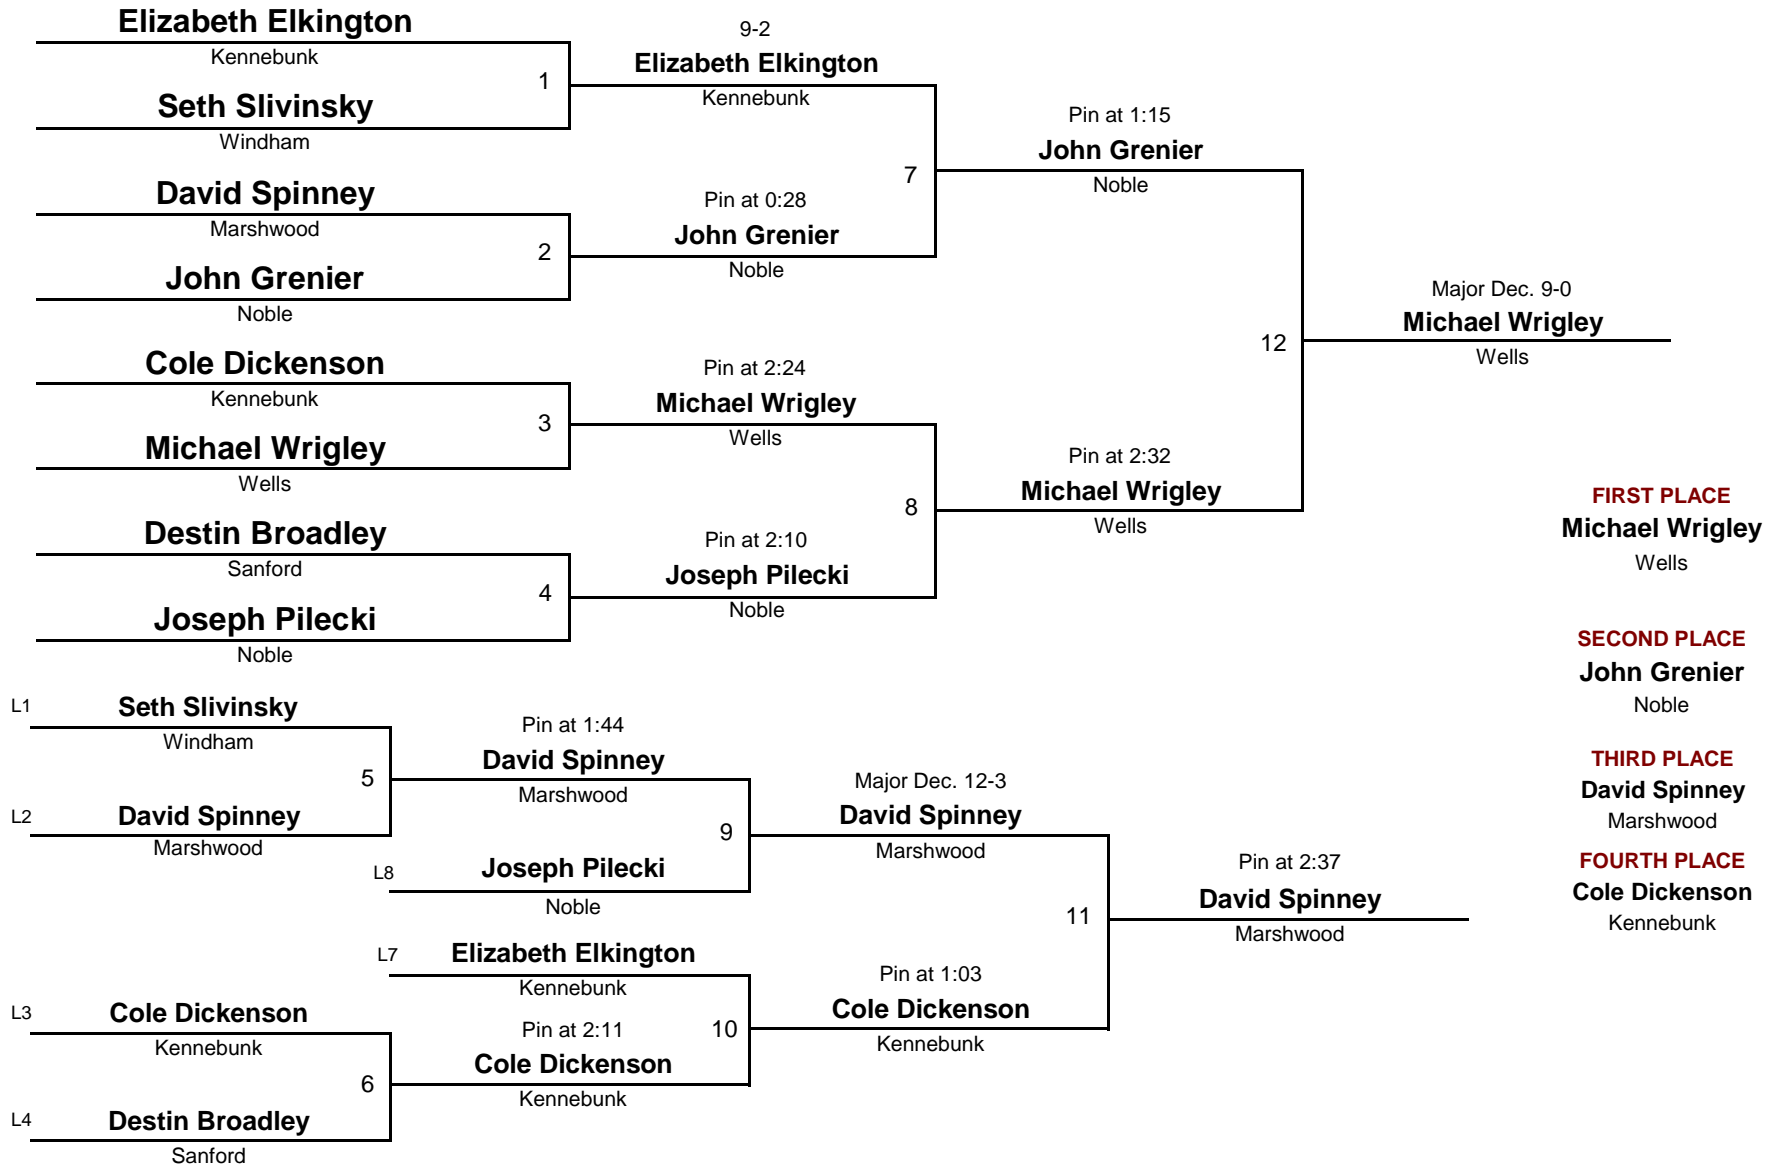 Elizabeth Elkington
Kennebunk
1
Seth Slivinsky
Windham
David Spinney
Marshwood
2
John Grenier
Noble
Cole Dickenson
Kennebunk
3
Michael Wrigley
Wells
Destin Broadley
Sanford
4
Joseph Pilecki
Noble
9-2
Elizabeth Elkington
Kennebunk
7
Pin at 0:28
John Grenier
Noble
Pin at 2:24
Michael Wrigley
Wells
8
Pin at 2:10
Joseph Pilecki
Noble
Pin at 1:15
John Grenier
Noble
12
Pin at 2:32
Michael Wrigley
Wells
Major Dec. 9-0
Michael Wrigley
Wells
FIRST PLACE
Michael Wrigley
Wells
SECOND PLACE
John Grenier
Noble
THIRD PLACE
David Spinney
Marshwood
FOURTH PLACE
Cole Dickenson
Kennebunk
L1
Seth Slivinsky
Windham
5
L2
David Spinney
Marshwood
Pin at 1:44
David Spinney
Marshwood
9
L8
Joseph Pilecki
Noble
L7
Elizabeth Elkington
Kennebunk
10
L3
Cole Dickenson
Kennebunk
6
L4
Destin Broadley
Sanford
Pin at 2:11
Cole Dickenson
Kennebunk
Major Dec. 12-3
David Spinney
Marshwood
11
Pin at 1:03
Cole Dickenson
Kennebunk
Pin at 2:37
David Spinney
Marshwood